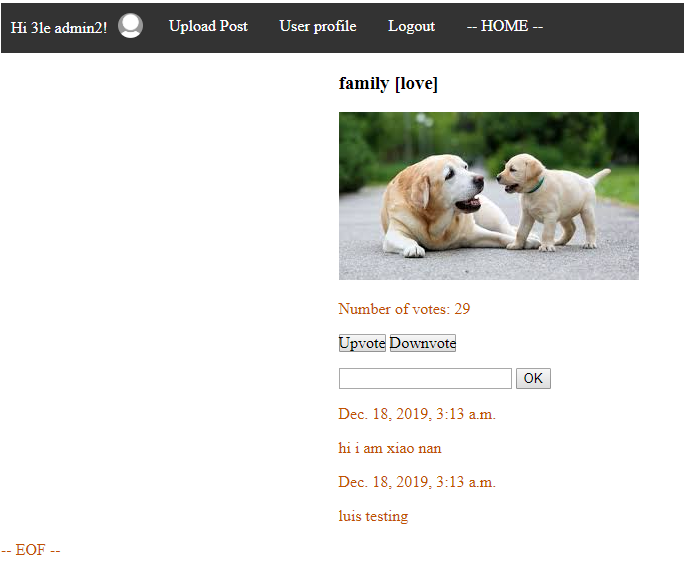 Hi 3le admin2! Upload Post User profile Logout -- HOME --
family [love]
Number of votes: 29
Upvote Downvote
OK
Dec. 18, 2019, 3:13 a.m.
hi i am xiao nan
Dec. 18, 2019, 3:13 a.m.
luis testing
-- EOF --